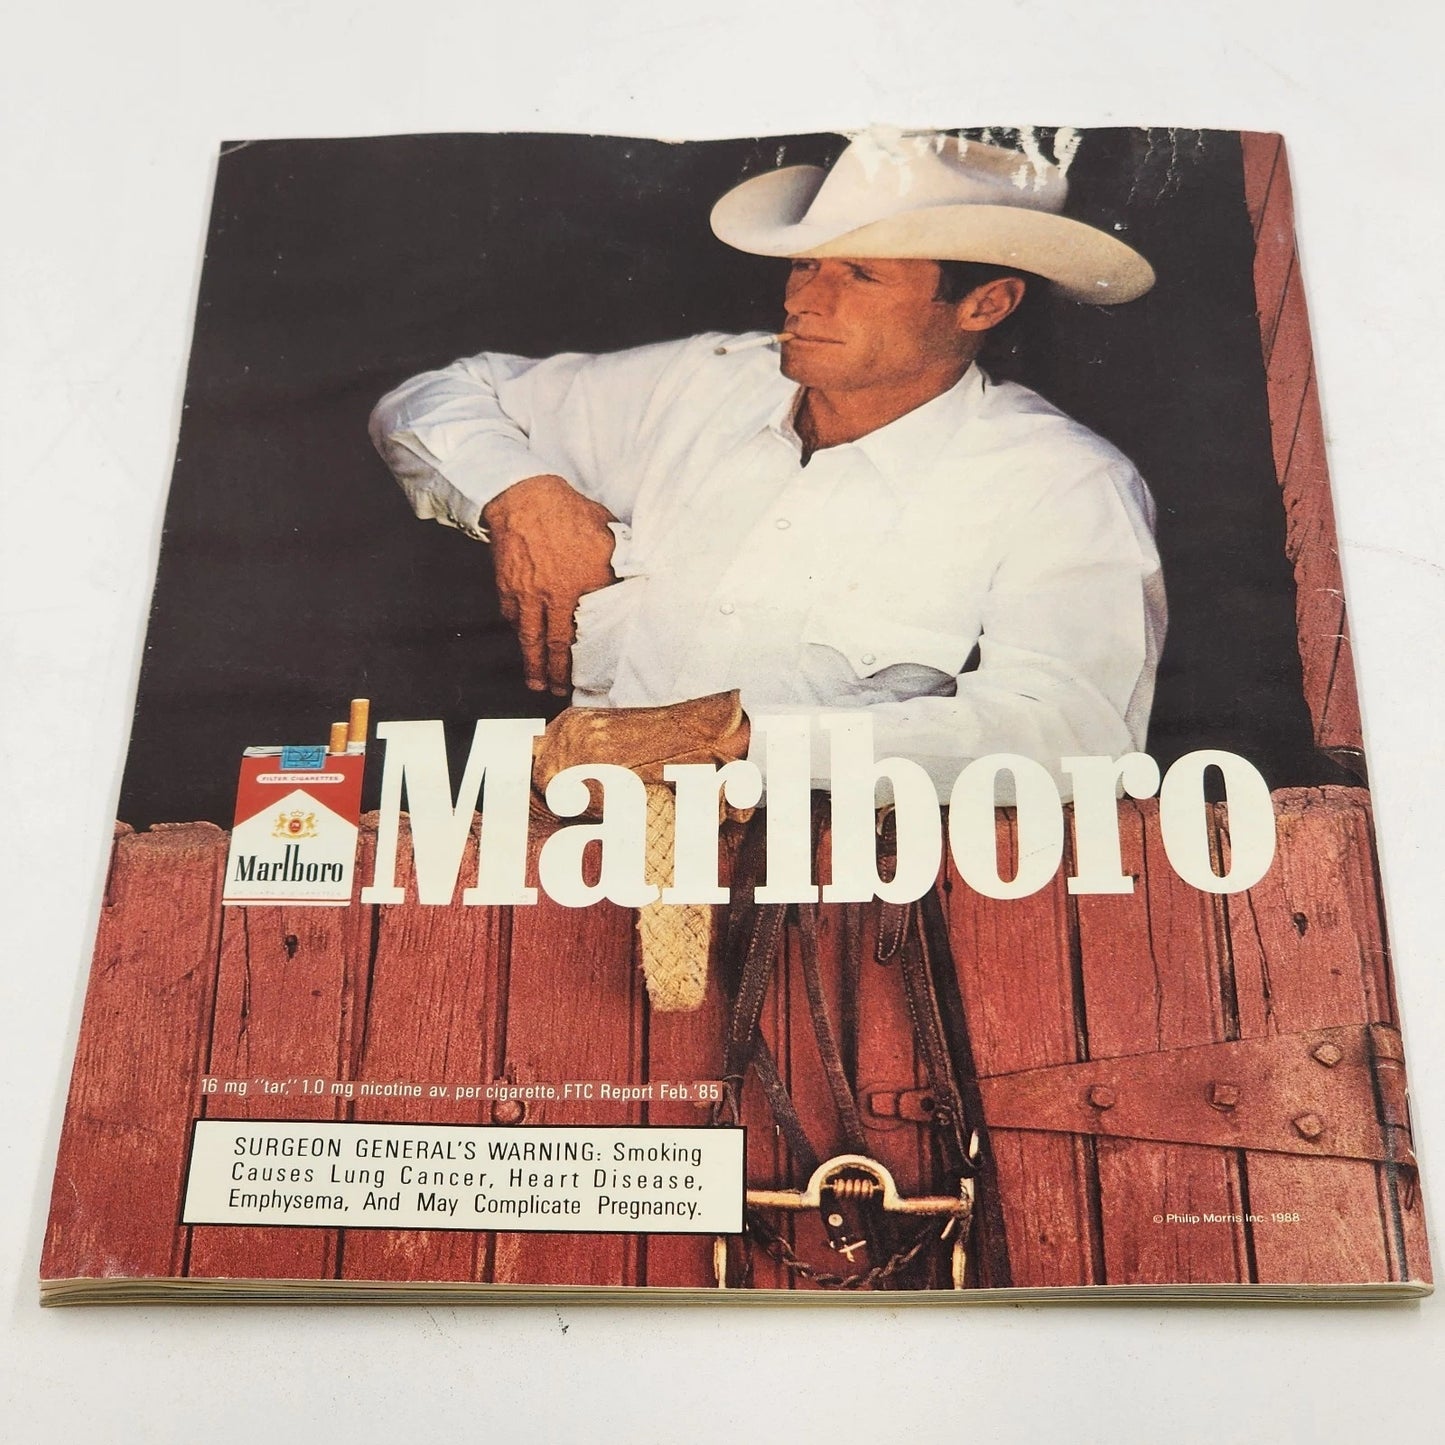 FILTER CIGARETTES
Marlboro
Marlboro
16 mg "tar," 1.0 mg nicotine av. per cigarette, FTC Report Feb. '85
SURGEON GENERAL'S WARNING: Smoking
Causes Lung Cancer, Heart Disease,
Emphysema, And May Complicate Pregnancy.
© Philip Morris Inc. 1988